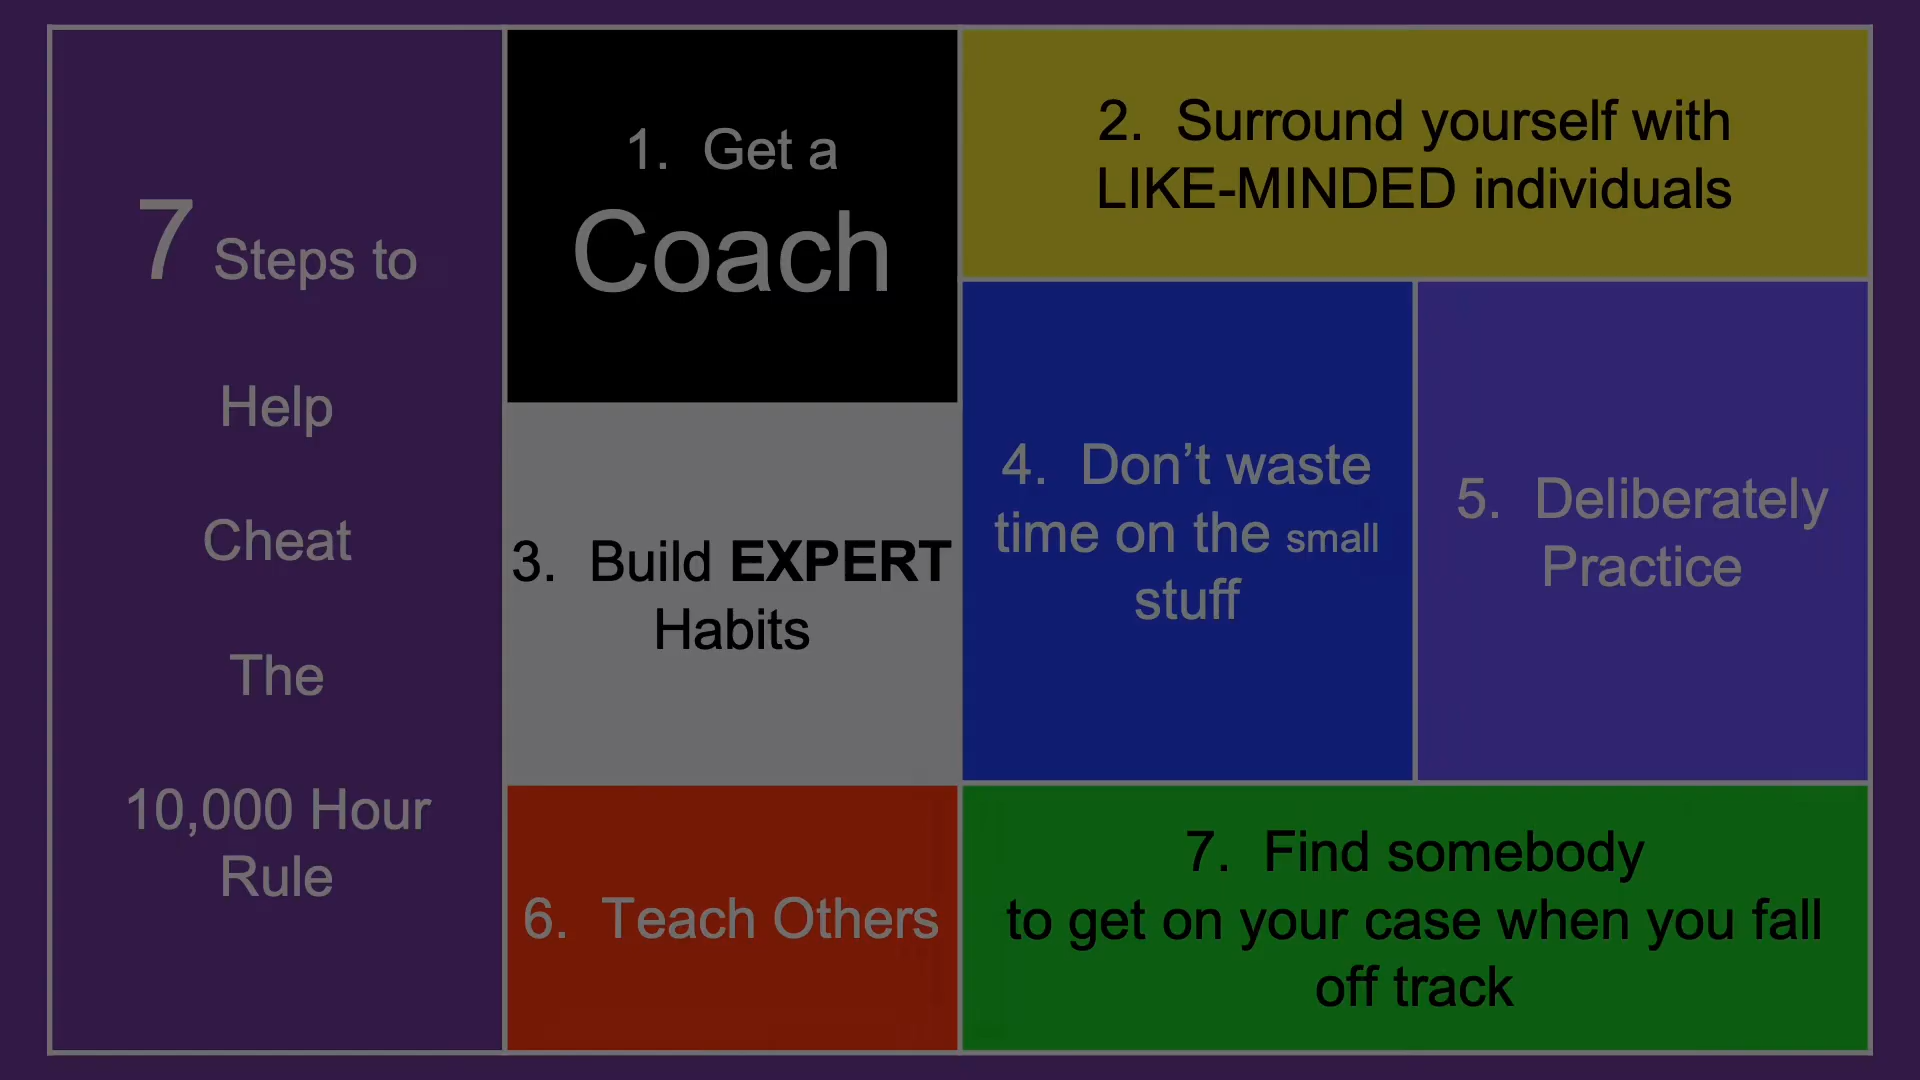 7 Steps to
Help
Cheat
The
10,000 Hour
Rule
1. Get a
Coach
2. Surround yourself with
LIKE-MINDED individuals
3. Build EXPERT
Habits
4. Don’t waste
time on the small
stuff
5. Deliberately
Practice
6. Teach Others
7. Find somebody
to get on your case when you fall
off track